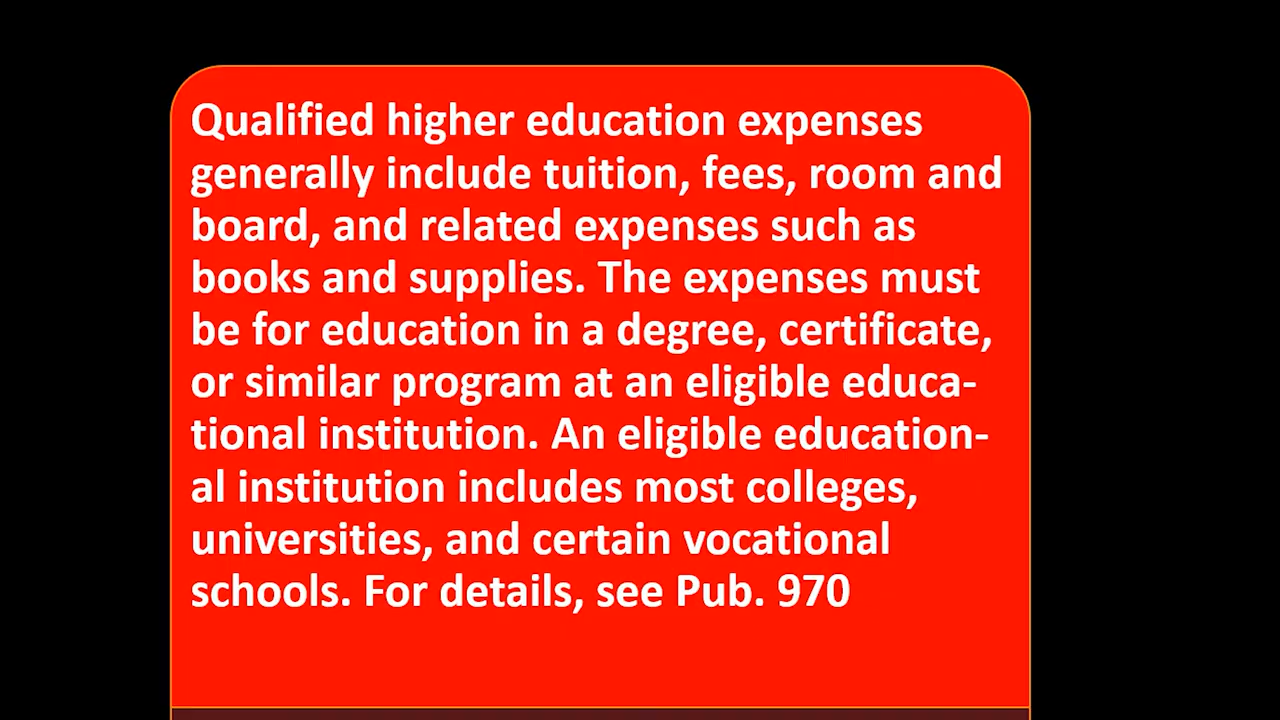 Qualified higher education expenses
generally include tuition, fees, room and
board, and related expenses such as
books and supplies. The expenses must
be for education in a degree, certificate,
or similar program at an eligible educa-
tional institution. An eligible education-
al institution includes most colleges,
universities, and certain vocational
schools. For details, see Pub. 970